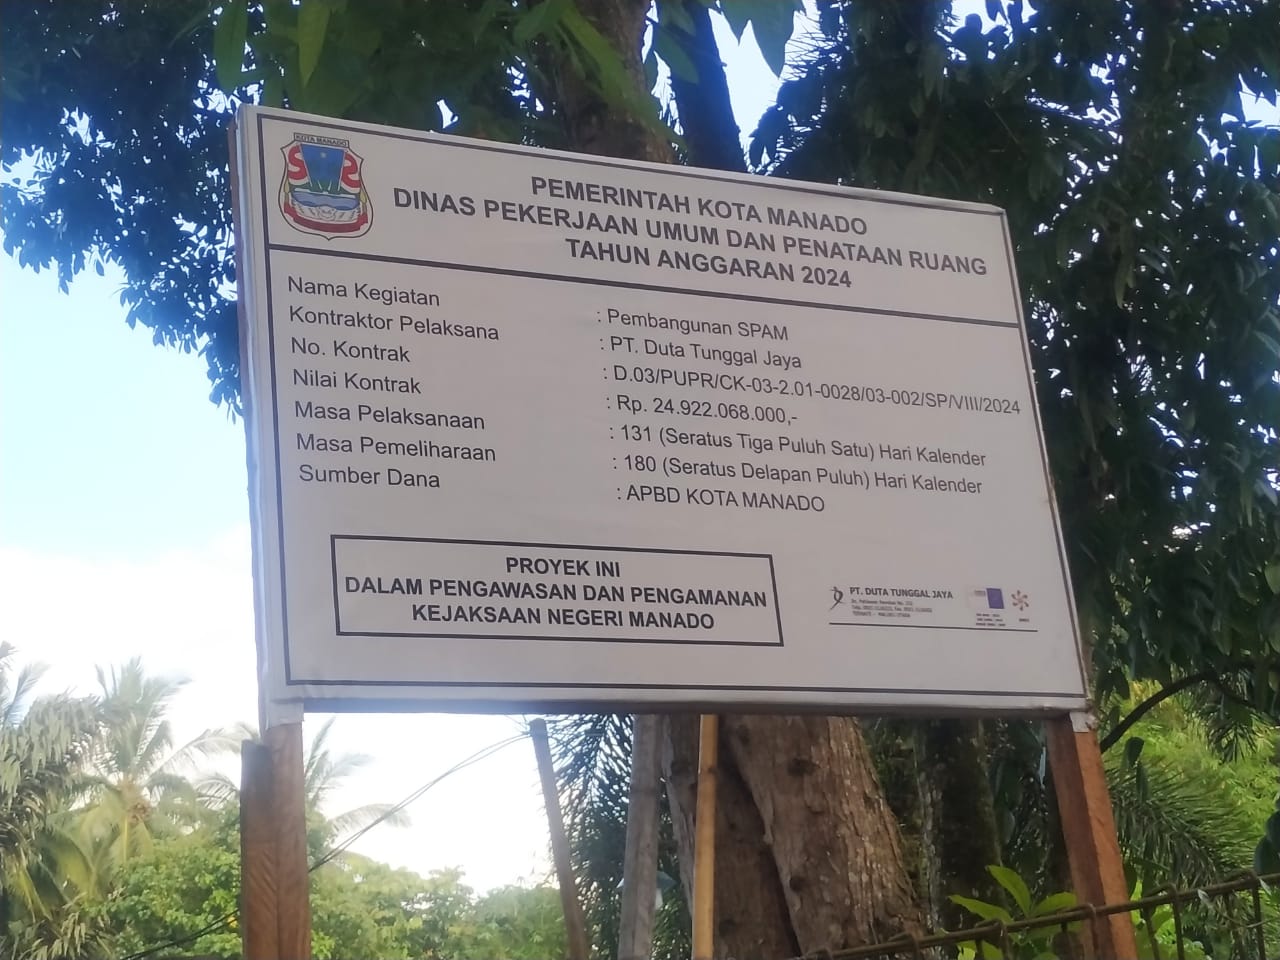 KOTA MANADO
PEMERINTAH KOTA MANADO
DINAS PEKERJAAN UMUM DAN PENATAAN RUANG
TAHUN ANGGARAN 2024
Nama Kegiatan : Pembangunan SPAM
Kontraktor Pelaksana : PT. Duta Tunggal Jaya
No. Kontrak : D.03/PUPR/CK-03-2.01-0028/03-002/SP/VIII/2024
Nilai Kontrak : Rp. 24.922.068.000,-
Masa Pelaksanaan : 131 (Seratus Tiga Puluh Satu) Hari Kalender
Masa Pemeliharaan : 180 (Seratus Delapan Puluh) Hari Kalender
Sumber Dana : APBD KOTA MANADO
PROYEK INI
DALAM PENGAWASAN DAN PENGAMANAN
KEJAKSAAN NEGERI MANADO
PT. DUTA TUNGGAL JAYA
TERNATE - MALUKU UTARA